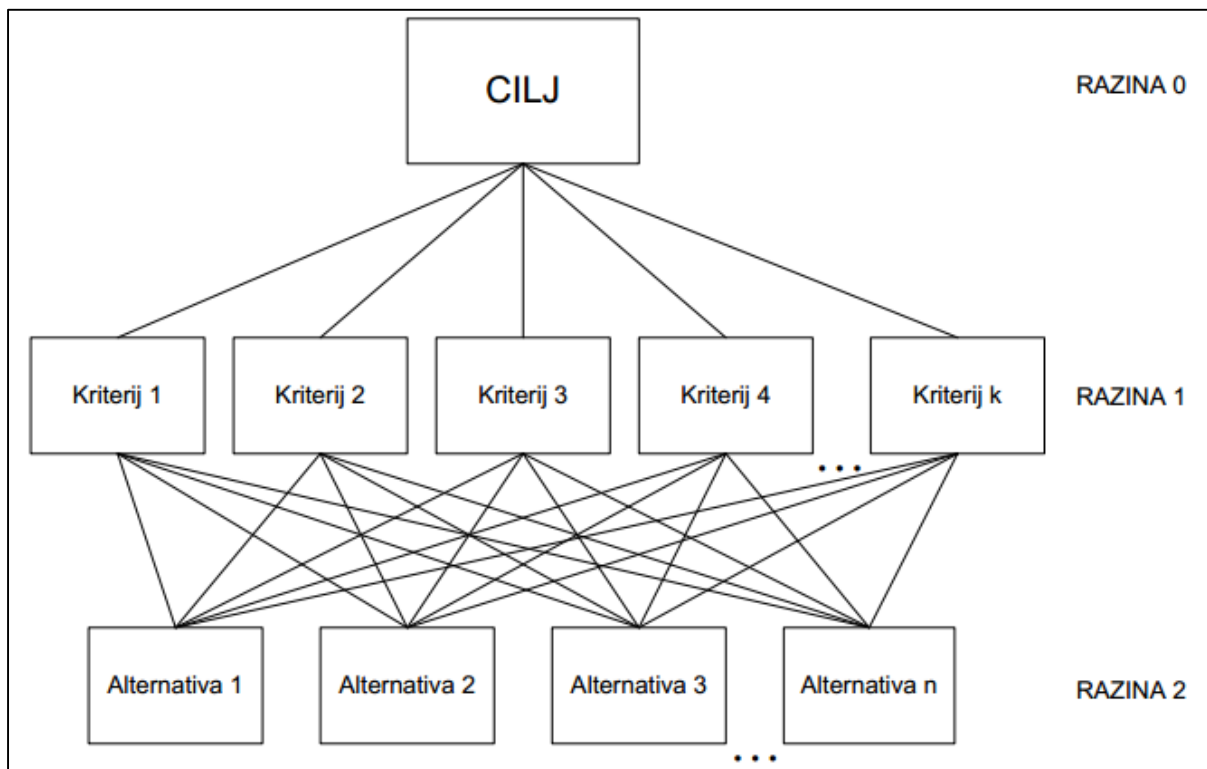 CILJ
RAZINA 0
Kriterij 1
Kriterij 2
Kriterij 3
Kriterij 4
. . .
Kriterij k
RAZINA 1
Alternativa 1
Alternativa 2
Alternativa 3
. . .
Alternativa n
RAZINA 2